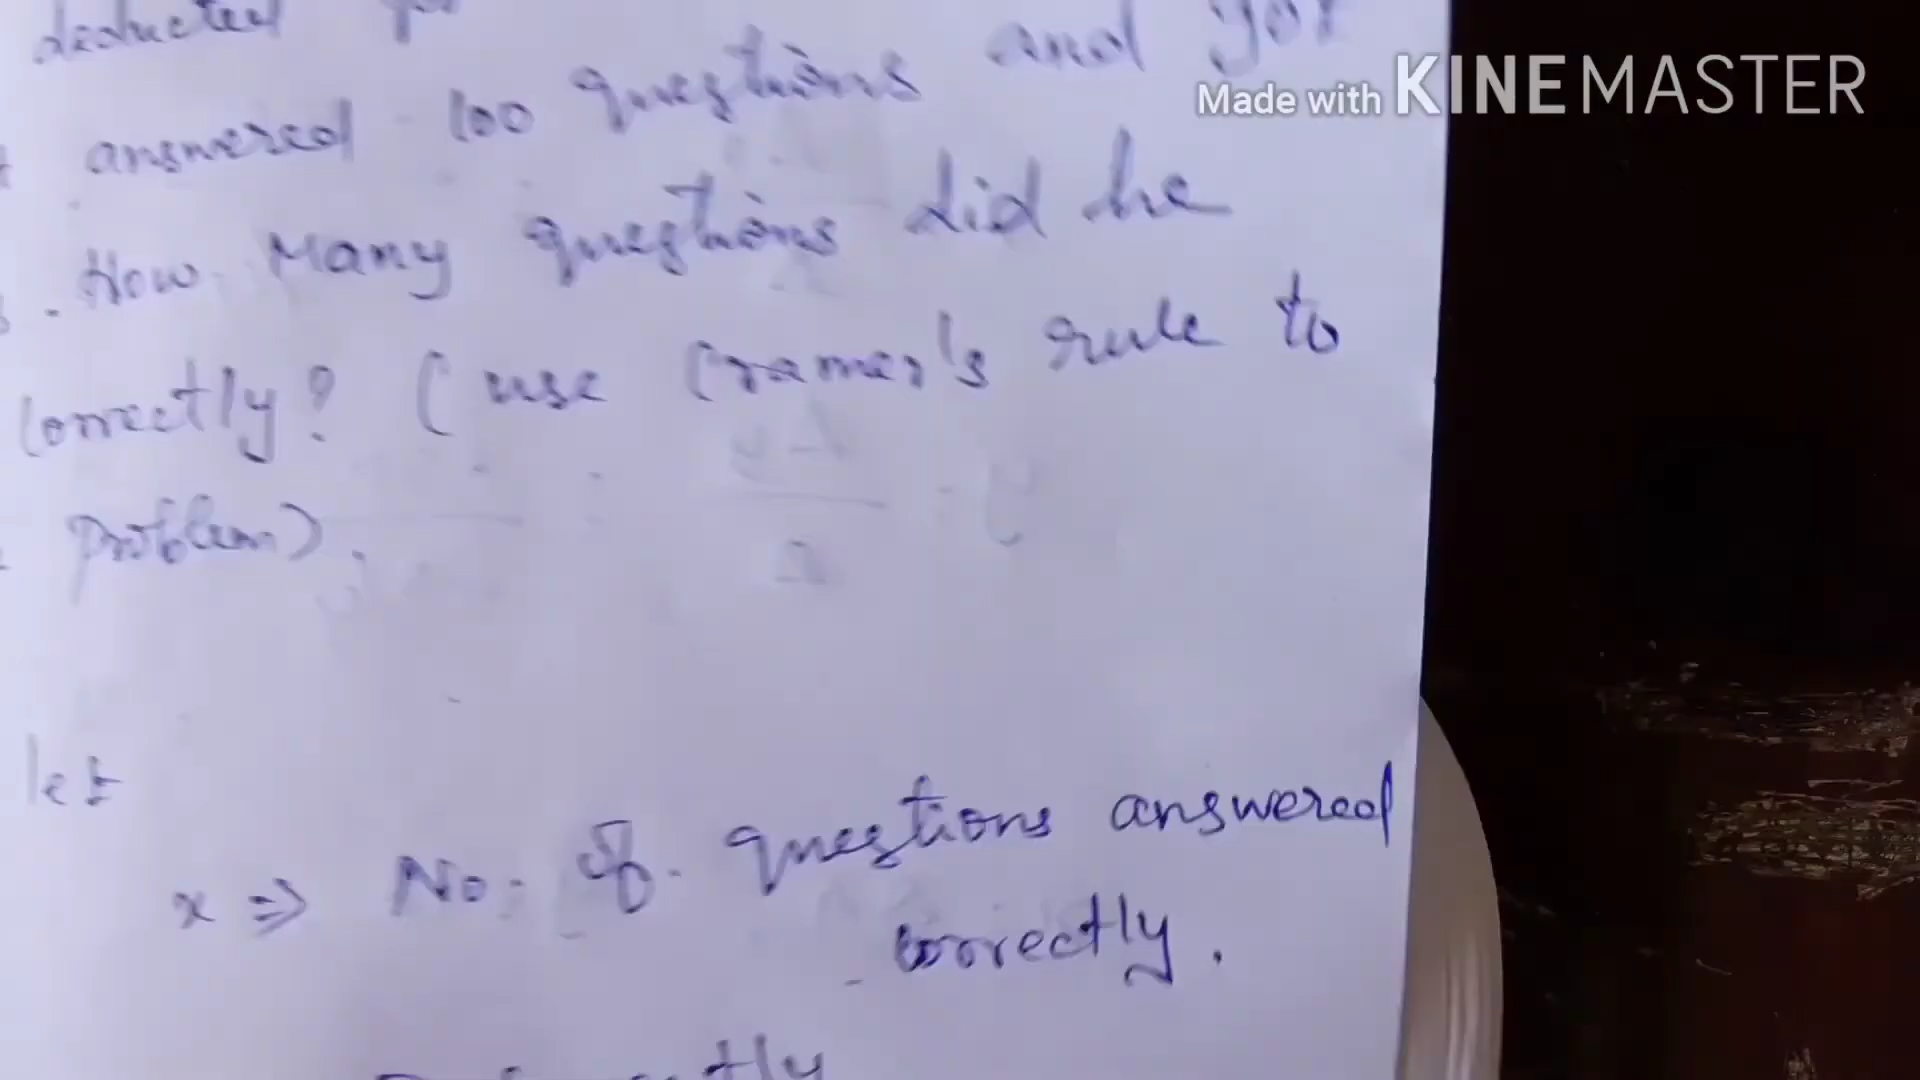 deducted
answered 100 questions and got
Made with KINEMASTER
. How Many questions did he
correctly? ( use Cramer's rule to
Problem).
let
x => No. of. questions answered
correctly.